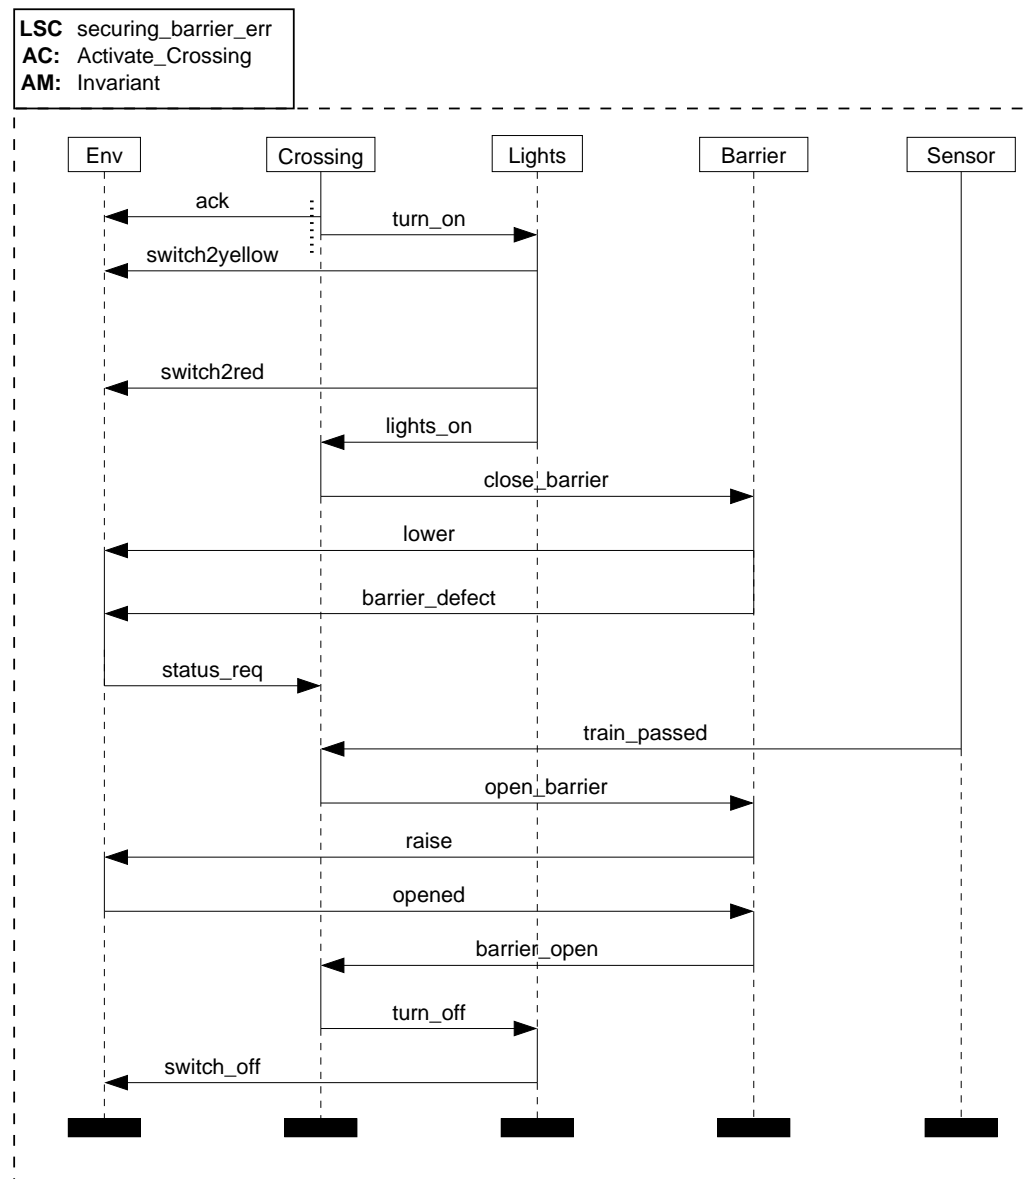 LSC securing_barrier_err
AC: Activate_Crossing
AM: Invariant
Env Crossing Lights Barrier Sensor
ack
turn_on
switch2yellow
switch2red
lights_on
close_barrier
lower
barrier_defect
status_req
train_passed
open_barrier
raise
opened
barrier_open
turn_off
switch_off